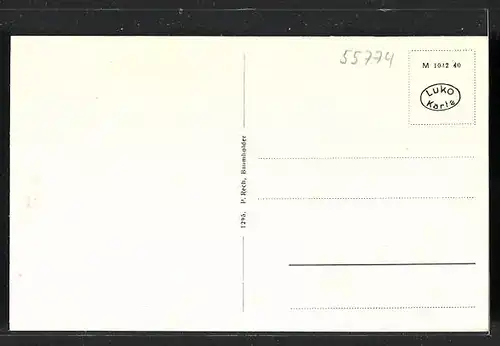 55774
M 1042 40
Luko
Karte
1295. P. Rech, Baumholder